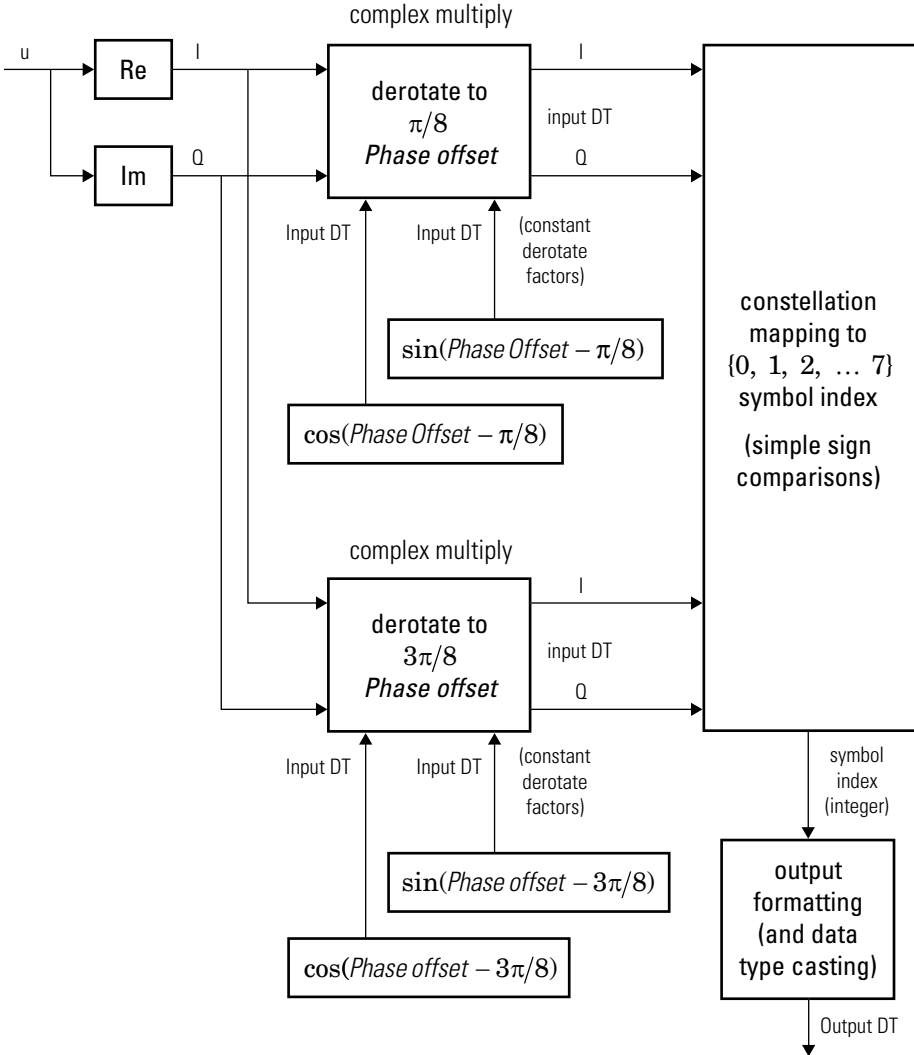 complex multiply
u
Re
I
derotate to
π/8
Phase offset
I
input DT
Q
Im
Q
Input DT
Input DT
(constant
derotate
factors)
sin(Phase Offset − π/8)
cos(Phase Offset − π/8)
constellation
mapping to
{0, 1, 2, … 7}
symbol index
(simple sign
comparisons)
complex multiply
derotate to
3π/8
Phase offset
I
input DT
Q
Input DT
Input DT
(constant
derotate
factors)
sin(Phase offset − 3π/8)
cos(Phase offset − 3π/8)
symbol
index
(integer)
output
formatting
(and data
type casting)
Output DT